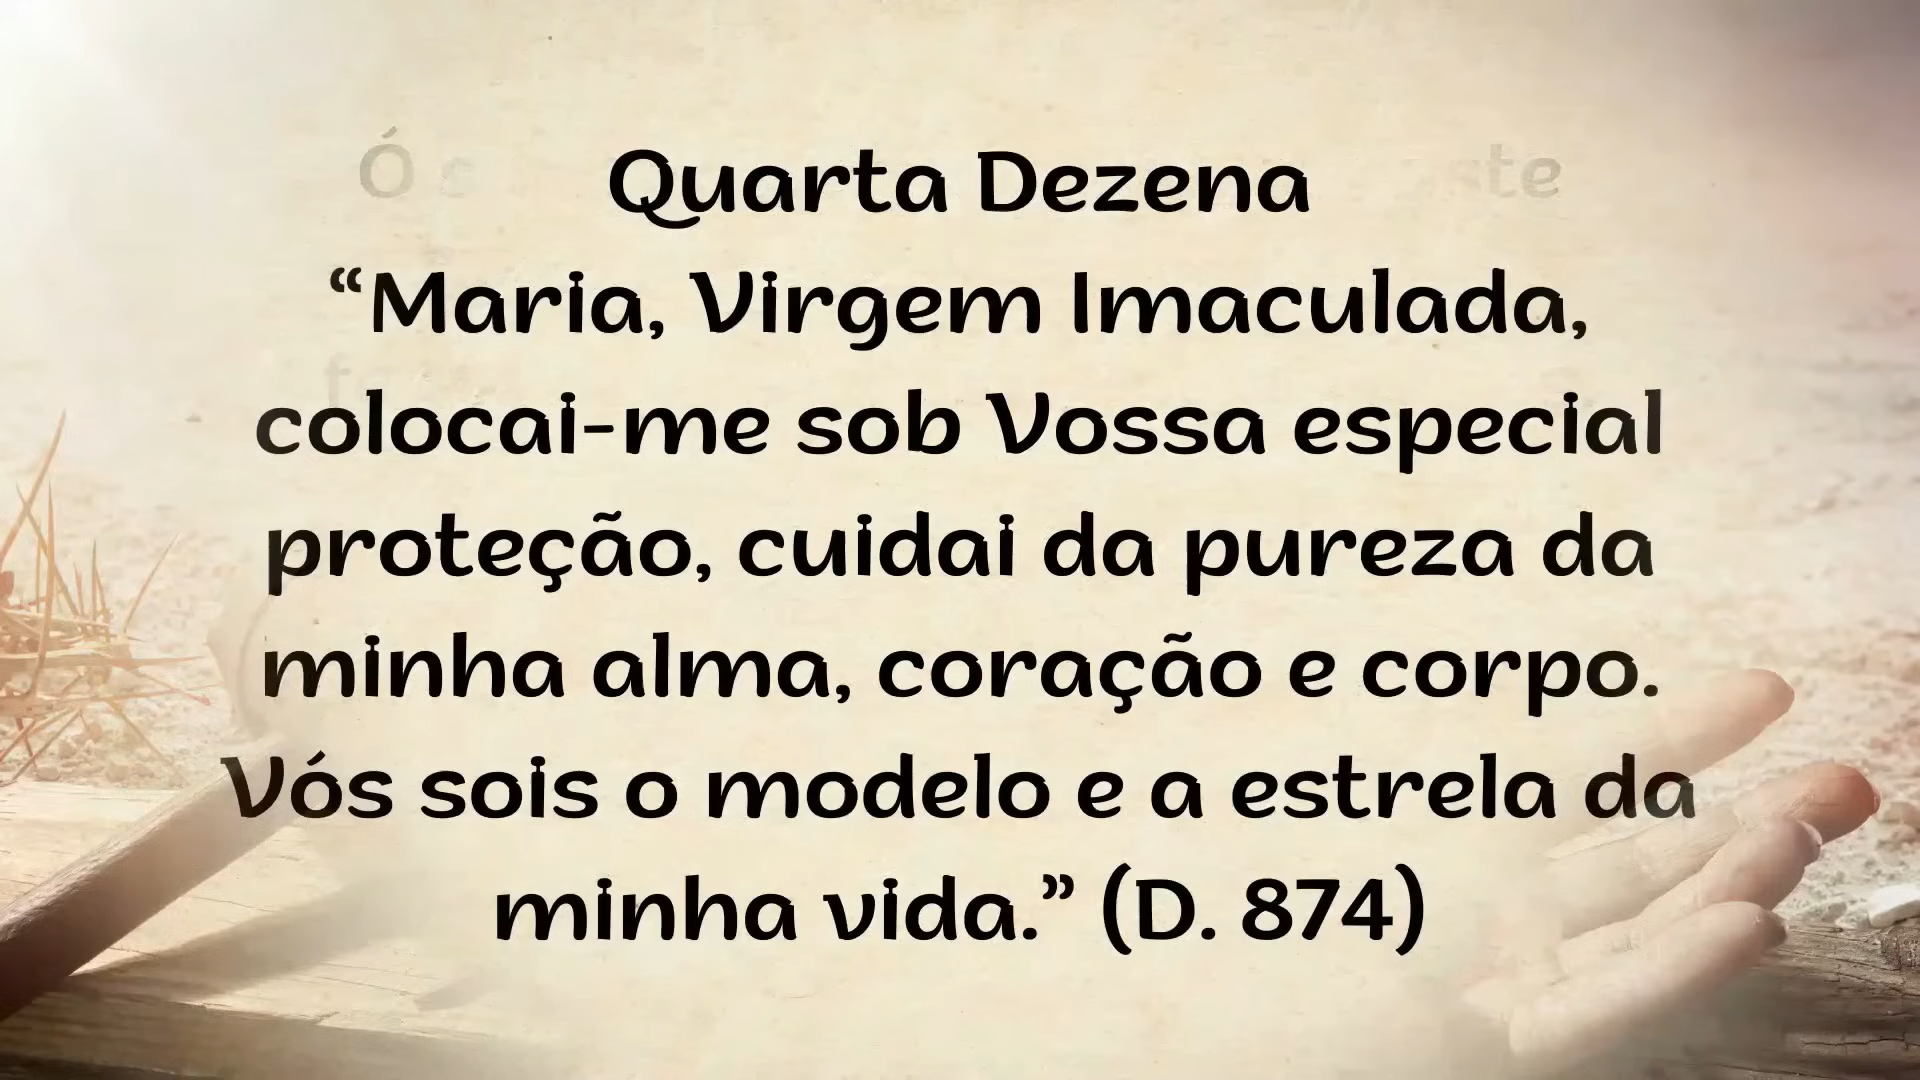 Quarta Dezena
“Maria, Virgem Imaculada,
colocai-me sob Vossa especial
proteção, cuidai da pureza da
minha alma, coração e corpo.
Vós sois o modelo e a estrela da
minha vida.” (D. 874)